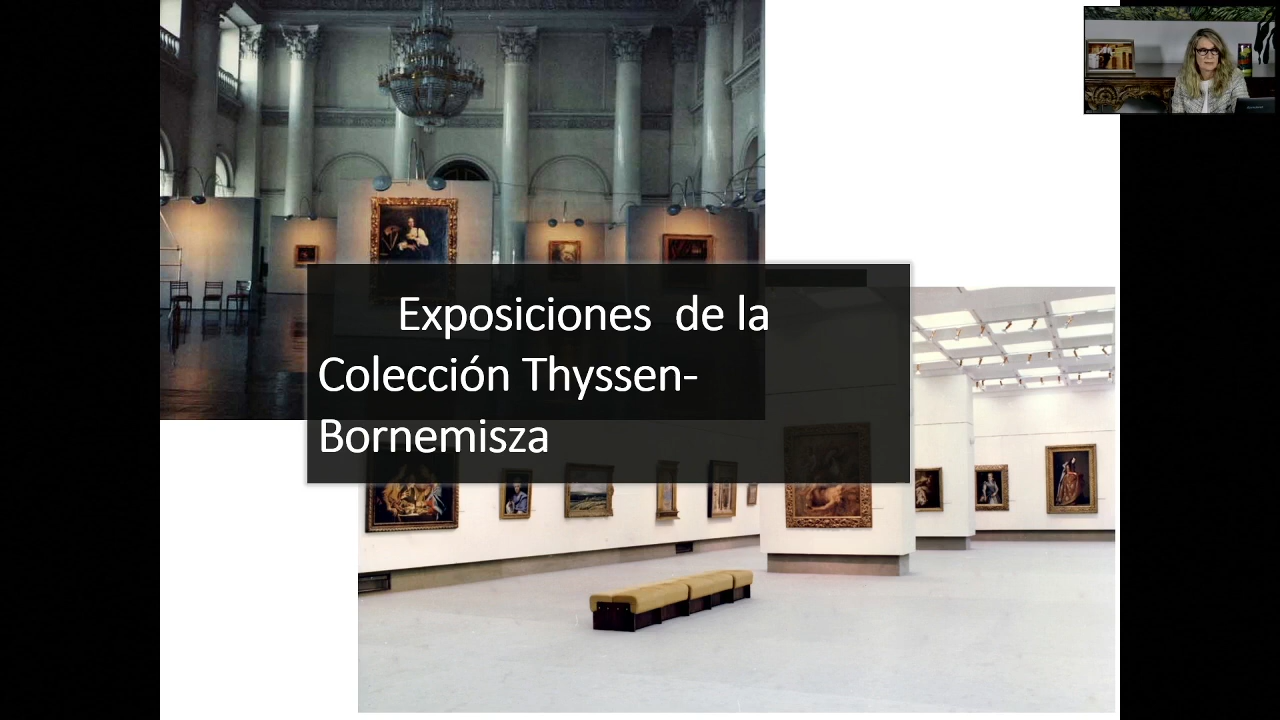 Exposiciones de la
Colección Thyssen-
Bornemisza